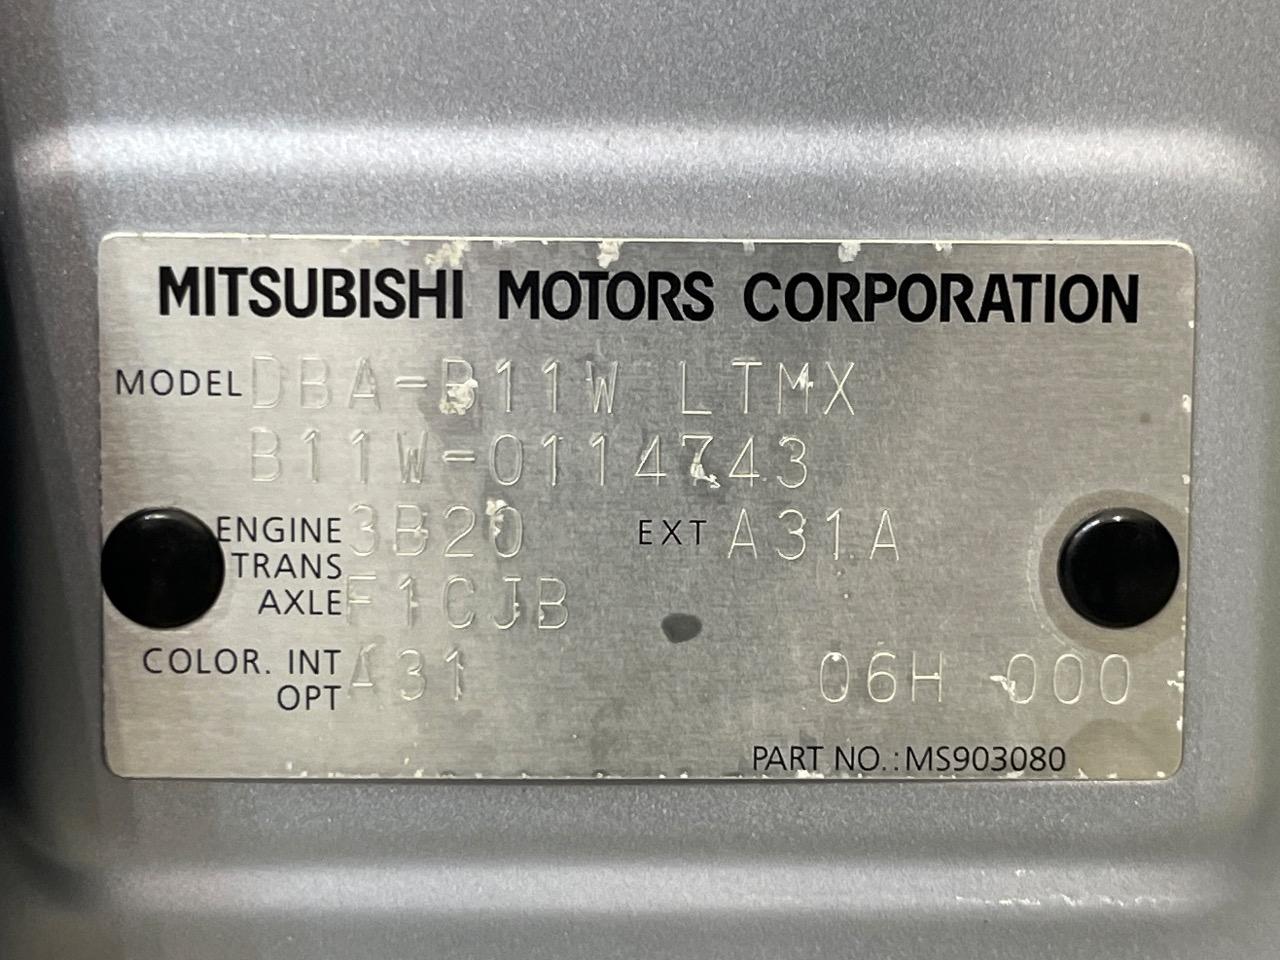 MITSUBISHI MOTORS CORPORATION
MODEL DBA-B11W LTMX
B11W-0114743
ENGINE 3B20 EXT A31A
TRANS
AXLE F1CJB
COLOR. INT A31 06H 000
OPT
PART NO.:MS903080